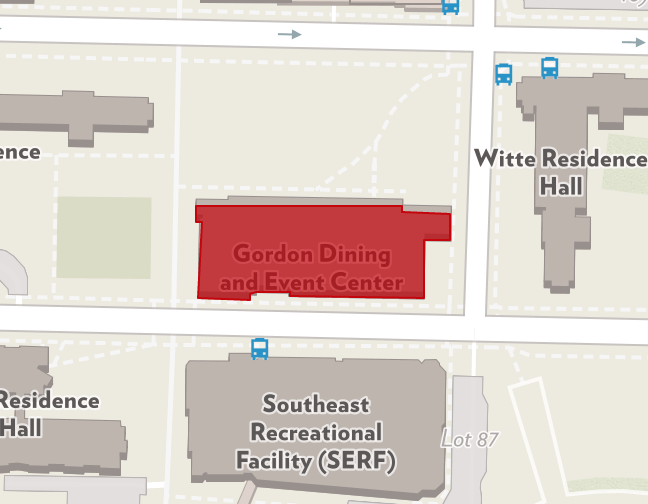 ence
Witte Residence
Hall
Gordon Dining
and Event Center
Residence
Hall
Southeast
Recreational
Facility (SERF)
Lot 87